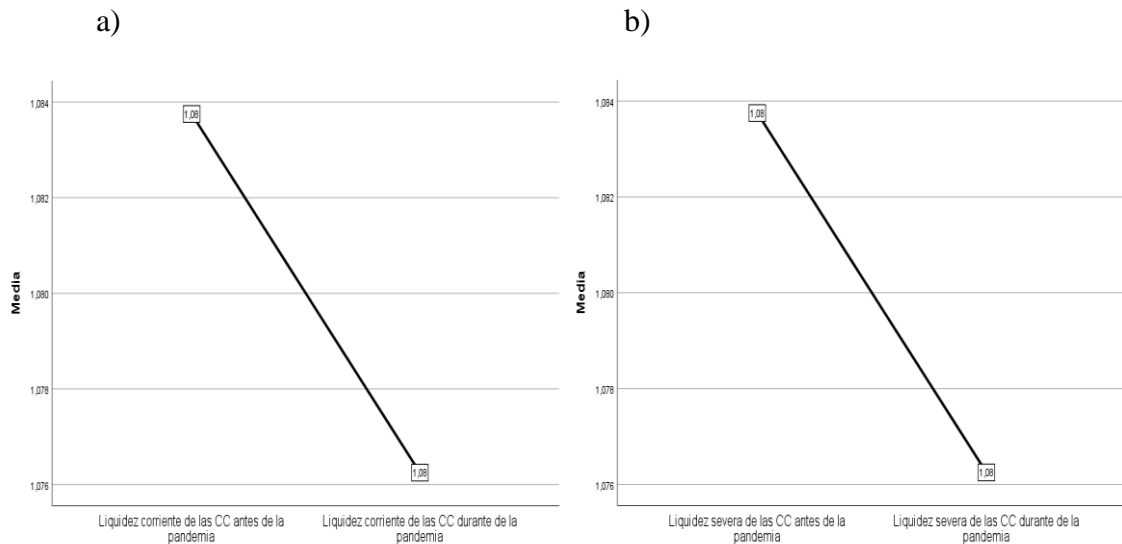 a)
b)
Media
1,084
1,082
1,080
1,078
1,076
1,08
1,08
Liquidez corriente de las CC antes de la
pandemia
Liquidez corriente de las CC durante de la
pandemia
Media
1,084
1,082
1,080
1,078
1,076
1,08
1,08
Liquidez severa de las CC antes de la
pandemia
Liquidez severa de las CC durante de la
pandemia